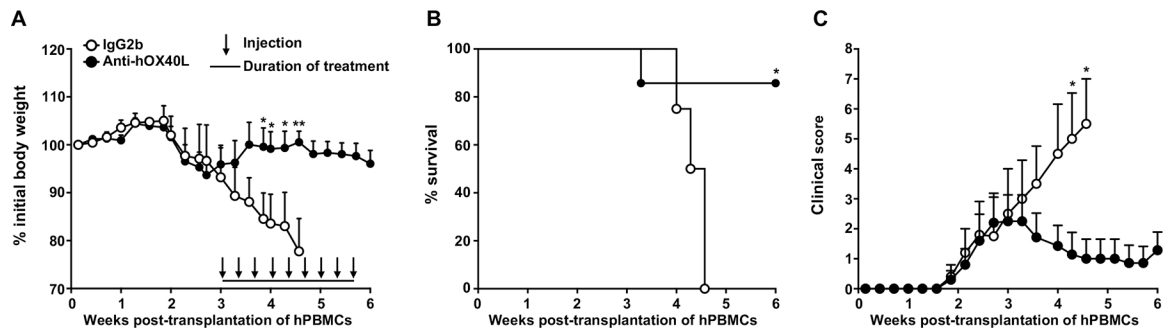 A
IgG2b
Anti-hOX40L
Injection
Duration of treatment
120
110
100
90
80
70
% initial body weight
* * * **
0 1 2 3 4 5 6
Weeks post-transplantation of hPBMCs
B
100
80
60
40
20
0
% survival
*
0 1 2 3 4 5 6
Weeks post-transplantation of hPBMCs
C
8
7
6
5
4
3
2
1
0
Clinical score
* *
0 1 2 3 4 5 6
Weeks post-transplantation of hPBMCs